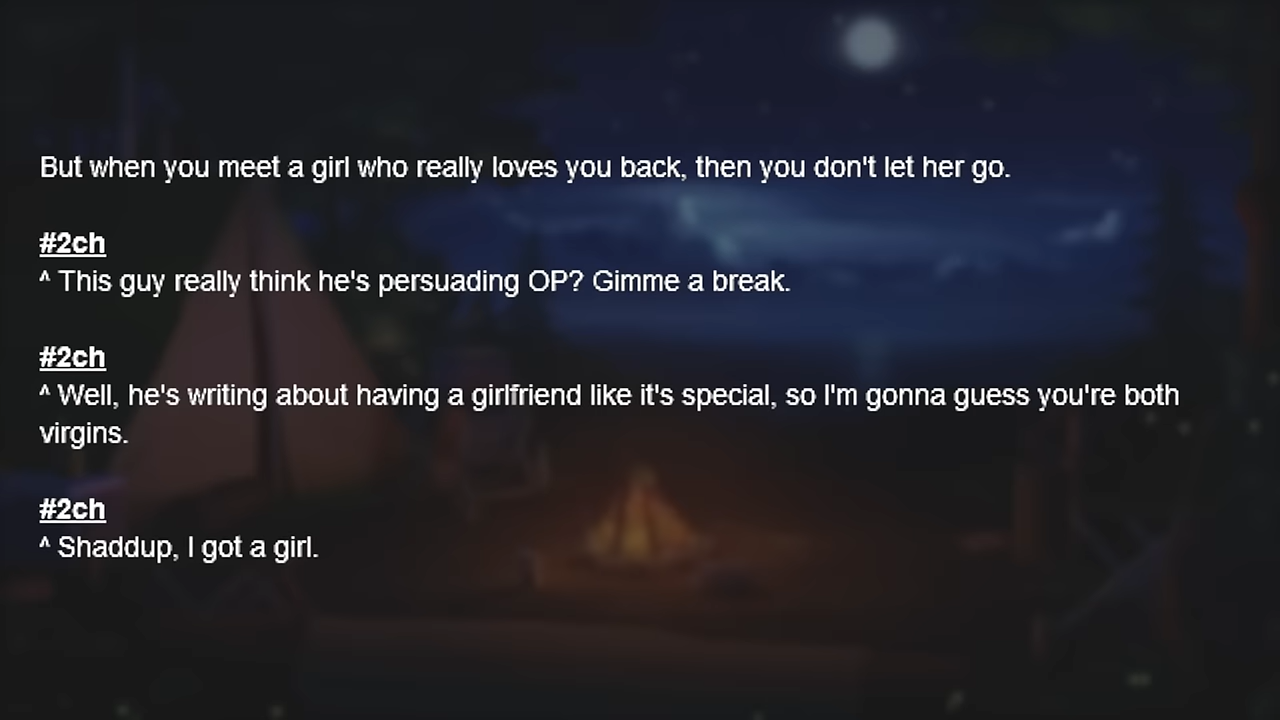 But when you meet a girl who really loves you back, then you don't let her go.
#2ch
^ This guy really think he's persuading OP? Gimme a break.
#2ch
^ Well, he's writing about having a girlfriend like it's special, so I'm gonna guess you're both
virgins.
#2ch
^ Shaddup, I got a girl.